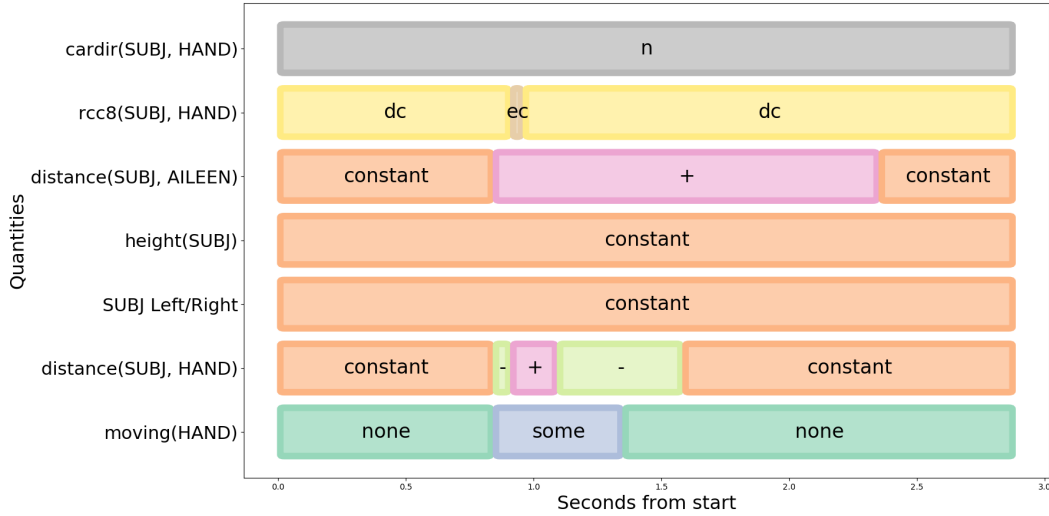 cardir(SUBJ, HAND)
n
rcc8(SUBJ, HAND)
dc
ec
dc
distance(SUBJ, AILEEN)
constant
+
constant
height(SUBJ)
constant
SUBJ Left/Right
constant
distance(SUBJ, HAND)
constant
-
+
-
constant
moving(HAND)
none
some
none
Quantities
0.0
0.5
1.0
1.5
2.0
2.5
3.0
Seconds from start